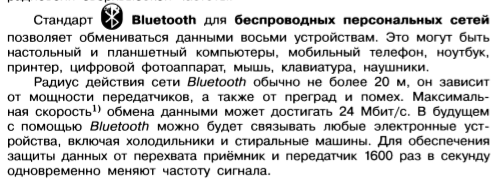 Стандарт Bluetooth для беспроводных персональных сетей
позволяет обмениваться данными восьми устройствам. Это могут быть
настольный и планшетный компьютеры, мобильный телефон, ноутбук,
принтер, цифровой фотоаппарат, мышь, клавиатура, наушники.
Радиус действия сети Bluetooth обычно не более 20 м, он зависит
от мощности передатчиков, а также от преград и помех. Максималь-
ная скорость¹⁾ обмена данными может достигать 24 Мбит/с. В будущем
с помощью Bluetooth можно будет связывать любые электронные уст-
ройства, включая холодильники и стиральные машины. Для обеспечения
защиты данных от перехвата приёмник и передатчик 1600 раз в секунду
одновременно меняют частоту сигнала.